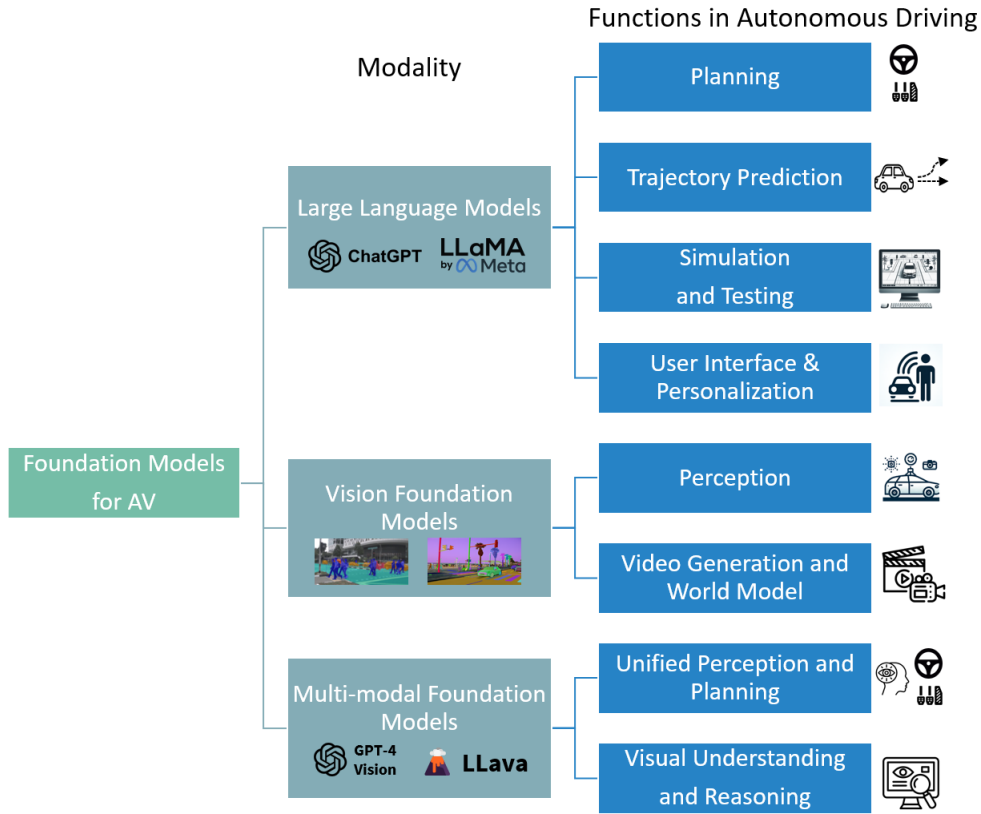 Functions in Autonomous Driving
Modality
Foundation Models
for AV
Large Language Models
ChatGPT
LLaMA
by Meta
Planning
Trajectory Prediction
Simulation
and Testing
User Interface &
Personalization
Vision Foundation
Models
Perception
Video Generation and
World Model
Multi-modal Foundation
Models
GPT-4
Vision
LLava
Unified Perception and
Planning
Visual Understanding
and Reasoning